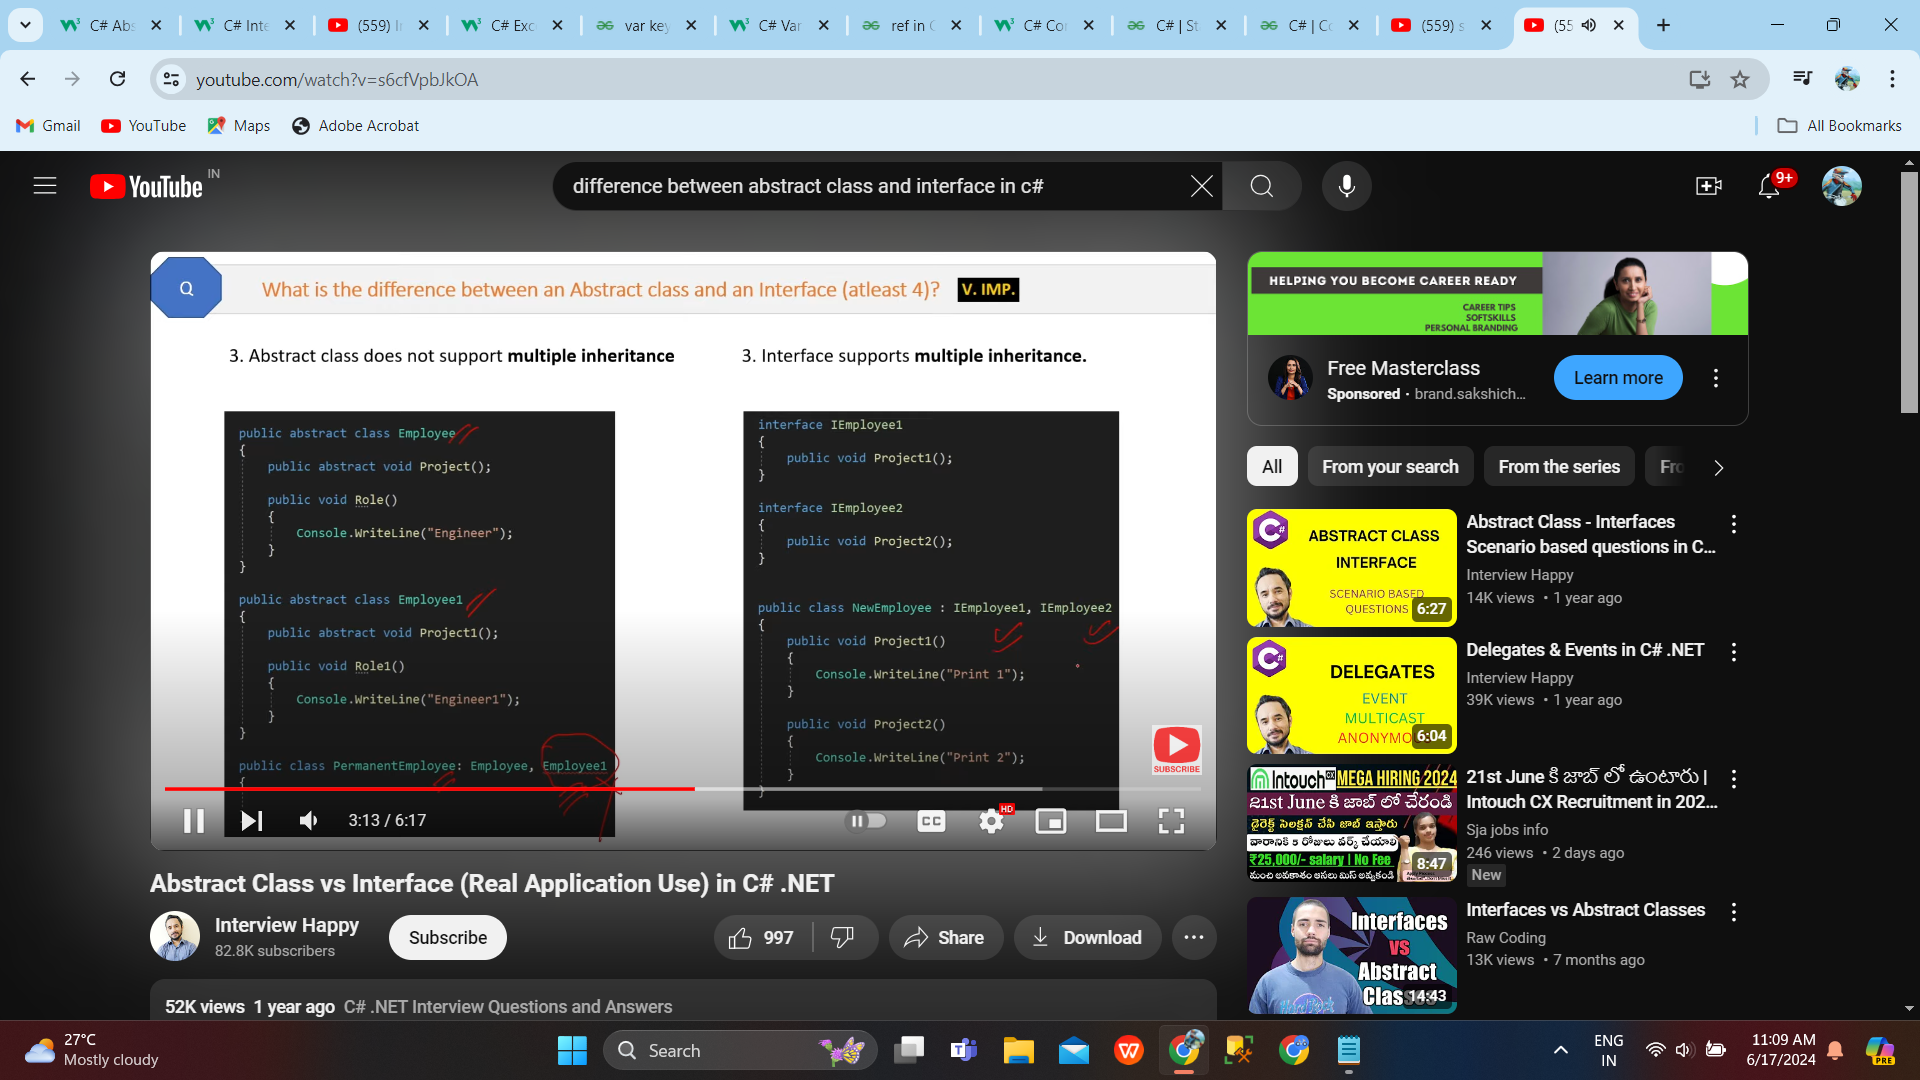 C# Abs
C# Inte
(559) I
C# Exc
var key
C# Var
ref in C
C# Co
C# | St
C# | Co
(559) s
(55
youtube.com/watch?v=s6cfVpbJkOA
Gmail
YouTube
Maps
Adobe Acrobat
All Bookmarks
YouTube IN
difference between abstract class and interface in c#
9+
Q
What is the difference between an Abstract class and an Interface (atleast 4)? V. IMP.
3. Abstract class does not support multiple inheritance
public abstract class Employee
{
public abstract void Project();
public void Role()
{
Console.WriteLine("Engineer");
}
}
public abstract class Employee1
{
public abstract void Project1();
public void Role1()
{
Console.WriteLine("Engineer1");
}
}
public class PermanentEmployee: Employee, Employee1
{
3. Interface supports multiple inheritance.
interface IEmployee1
{
public void Project1();
}
interface IEmployee2
{
public void Project2();
}
public class NewEmployee : IEmployee1, IEmployee2
{
public void Project1()
{
Console.WriteLine("Print 1");
}
public void Project2()
{
Console.WriteLine("Print 2");
}
}
SUBSCRIBE
3:13 / 6:17
CC
HD
Abstract Class vs Interface (Real Application Use) in C# .NET
Interview Happy
82.8K subscribers
Subscribe
997
Share
Download
52K views 1 year ago C# .NET Interview Questions and Answers
HELPING YOU BECOME CAREER READY
CAREER TIPS
SOFTSKILLS
PERSONAL BRANDING
Free Masterclass
Sponsored · brand.sakshich...
Learn more
All
From your search
From the series
Fro
C#
ABSTRACT CLASS
INTERFACE
SCENARIO BASED
QUESTIONS
6:27
Abstract Class - Interfaces
Scenario based questions in C...
Interview Happy
14K views • 1 year ago
C#
DELEGATES
EVENT
MULTICAST
ANONYMO
6:04
Delegates & Events in C# .NET
Interview Happy
39K views • 1 year ago
Intouch CX MEGA HIRING 2024
21st June కి జాబ్ లో చేరండి
డైరెక్ట్ సెలక్షన్ చేసి జాబ్ ఇస్తారు
వారానికి 5 రోజులు వర్క్ చేయాలి
₹25,000/- salary | No Fee
మంచి అవకాశం అసలు మిస్ అవ్వకండి
8:47
21st June కి జాబ్ లో ఉంటారు |
Intouch CX Recruitment in 202...
Sja jobs info
246 views • 2 days ago
New
Interfaces
vs
Abstract
Clas
14:43
Interfaces vs Abstract Classes
Raw Coding
13K views • 7 months ago
27°C
Mostly cloudy
Search
ENG
IN
11:09 AM
6/17/2024
PRE